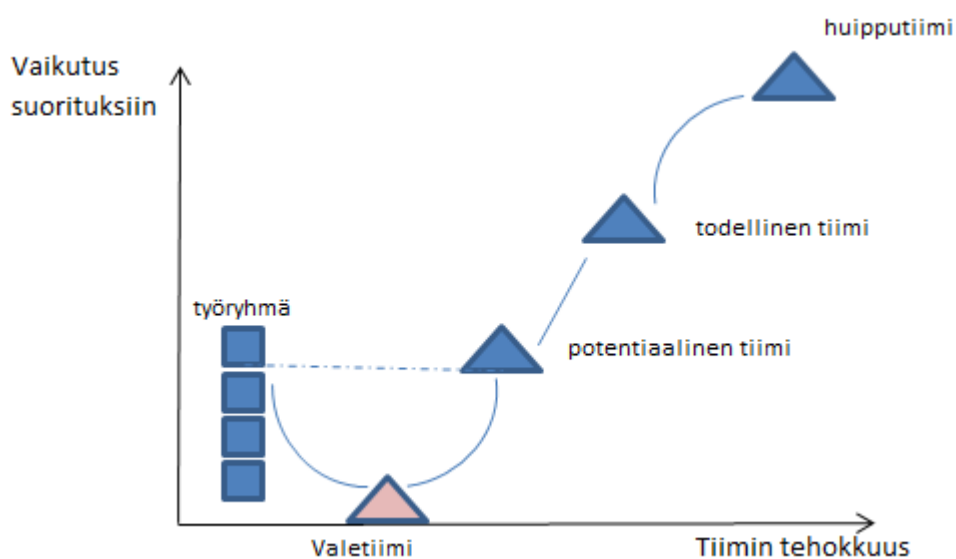 huipputiimi
Vaikutus
suorituksiin
todellinen tiimi
työryhmä
potentiaalinen tiimi
Valetiimi
Tiimin tehokkuus